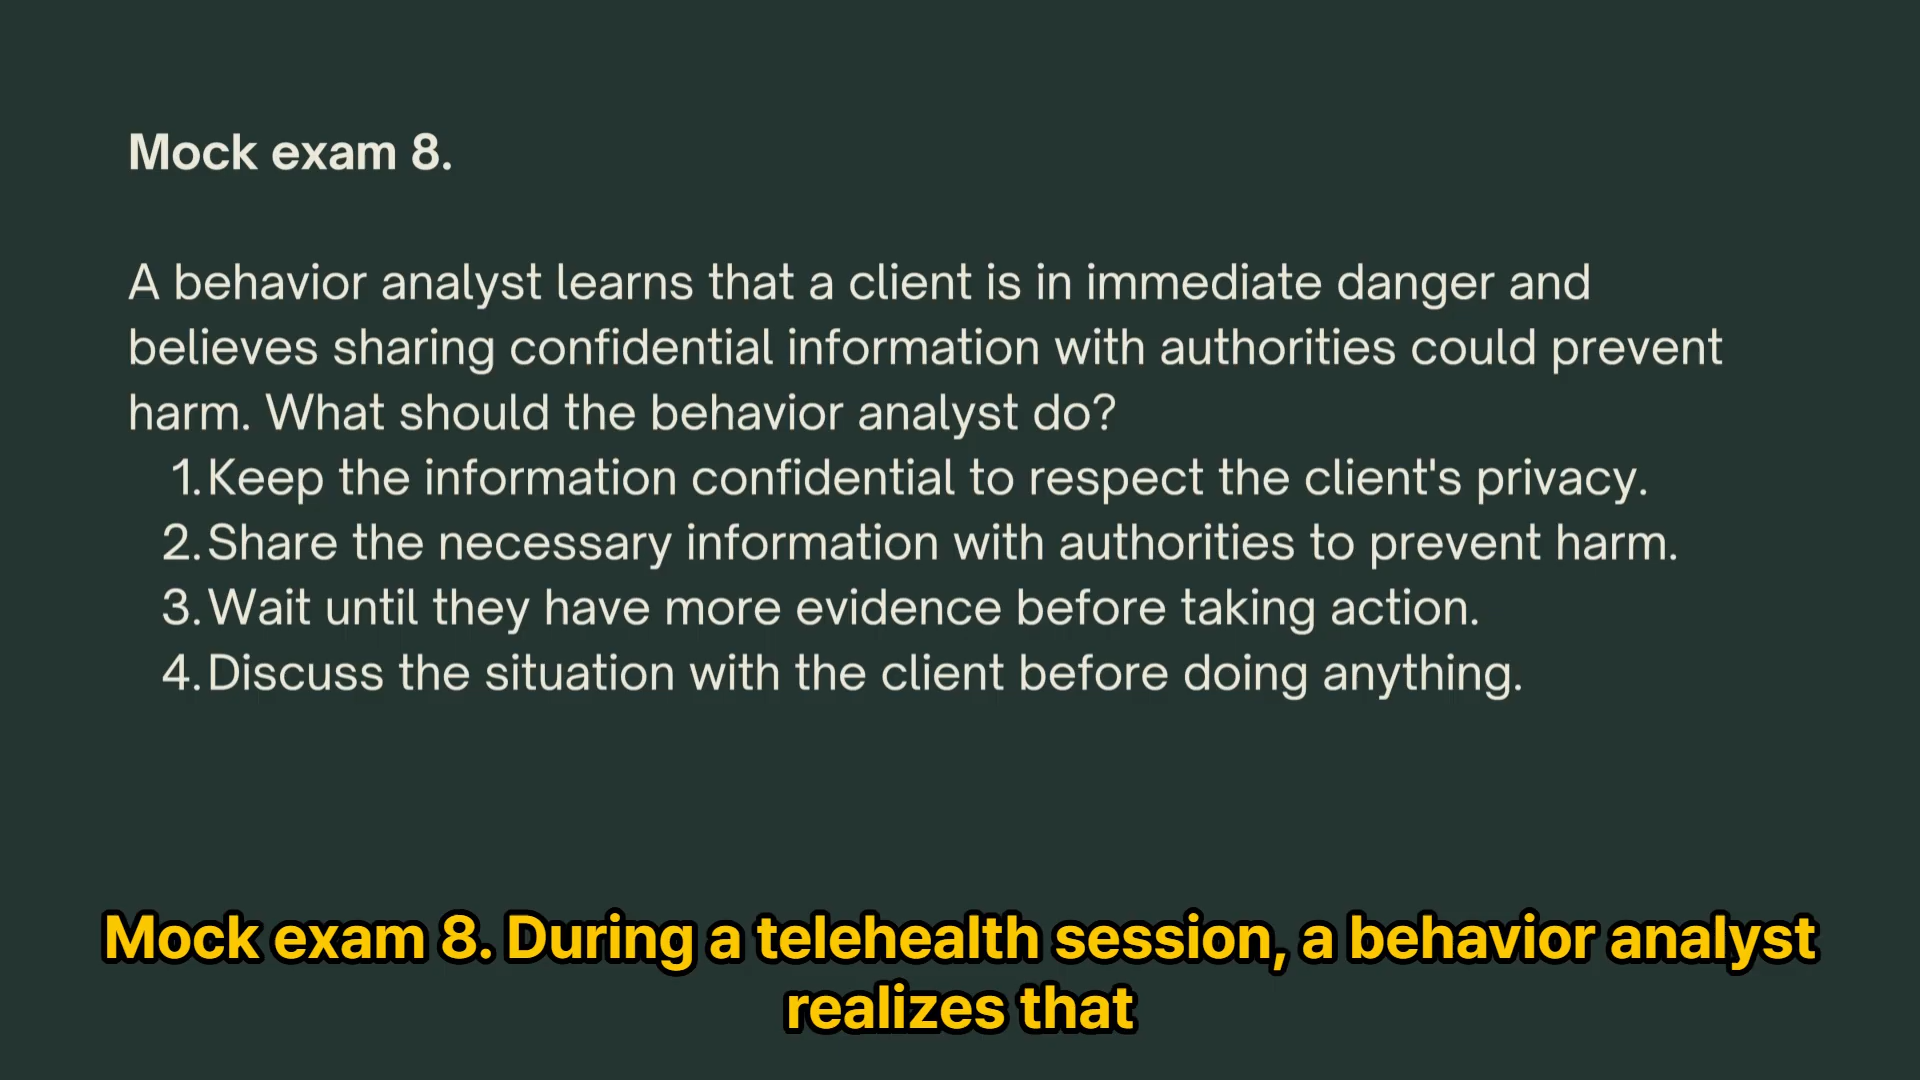 Mock exam 8.
A behavior analyst learns that a client is in immediate danger and
believes sharing confidential information with authorities could prevent
harm. What should the behavior analyst do?
1. Keep the information confidential to respect the client's privacy.
2. Share the necessary information with authorities to prevent harm.
3. Wait until they have more evidence before taking action.
4. Discuss the situation with the client before doing anything.
Mock exam 8. During a telehealth session, a behavior analyst
realizes that